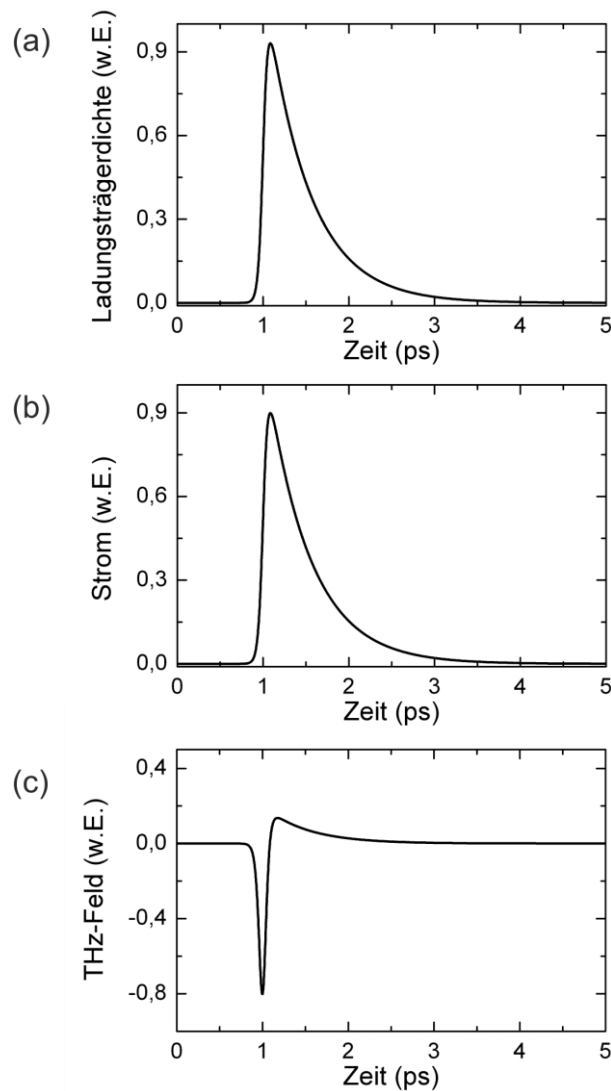 (a)
Ladungsträgerdichte (w.E.)
0,9
0,6
0,3
0,0
0 1 2 3 4 5
Zeit (ps)
(b)
Strom (w.E.)
0,9
0,6
0,3
0,0
0 1 2 3 4 5
Zeit (ps)
(c)
THz-Feld (w.E.)
0,4
0,0
-0,4
-0,8
0 1 2 3 4 5
Zeit (ps)